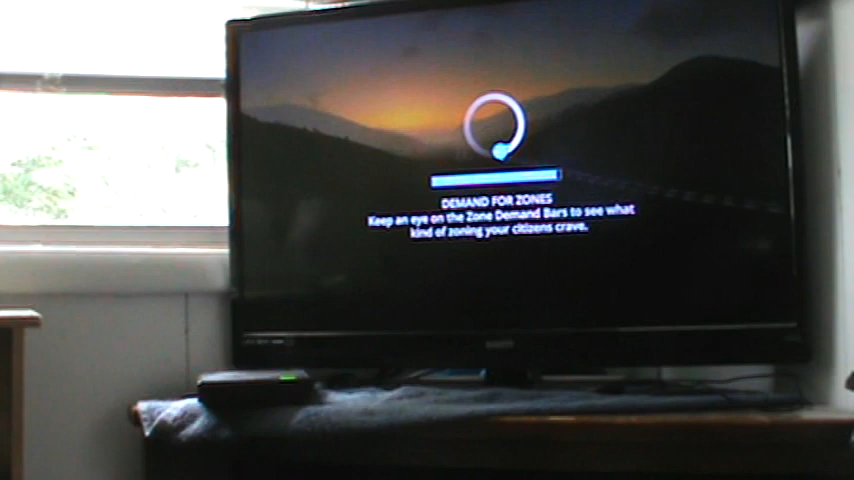 DEMAND FOR ZONES
Keep an eye on the Zone Demand Bars to see what
kind of zoning your citizens crave.